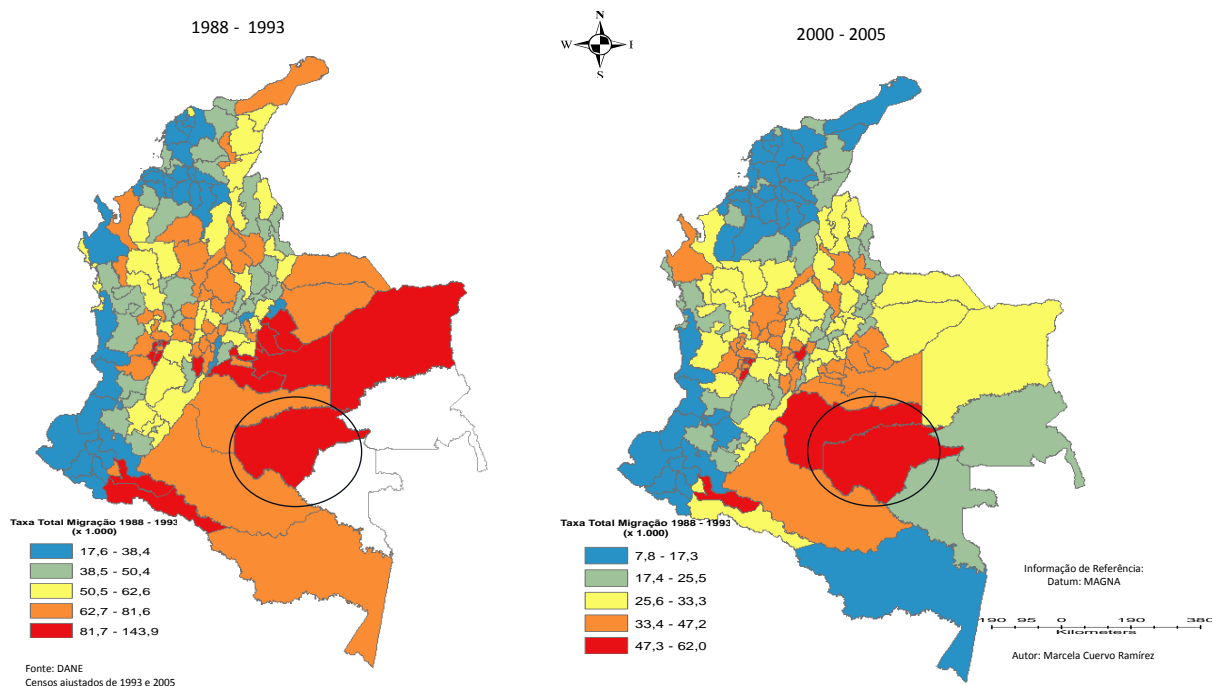 1988 - 1993
2000 - 2005
N
W
S
Taxa Total Migração 1988 - 1993
(x 1.000)
17,6 - 38,4
38,5 - 50,4
50,5 - 62,6
62,7 - 81,6
81,7 - 143,9
Fonte: DANE
Censos ajustados de 1993 e 2005
Taxa Total Migração 1988 - 1993
(x 1.000)
7,8 - 17,3
17,4 - 25,5
25,6 - 33,3
33,4 - 47,2
47,3 - 62,0
Informação de Referência:
Datum: MAGNA
190 95 0 190 380
Kilometers
Autor: Marcela Cuervo Ramírez